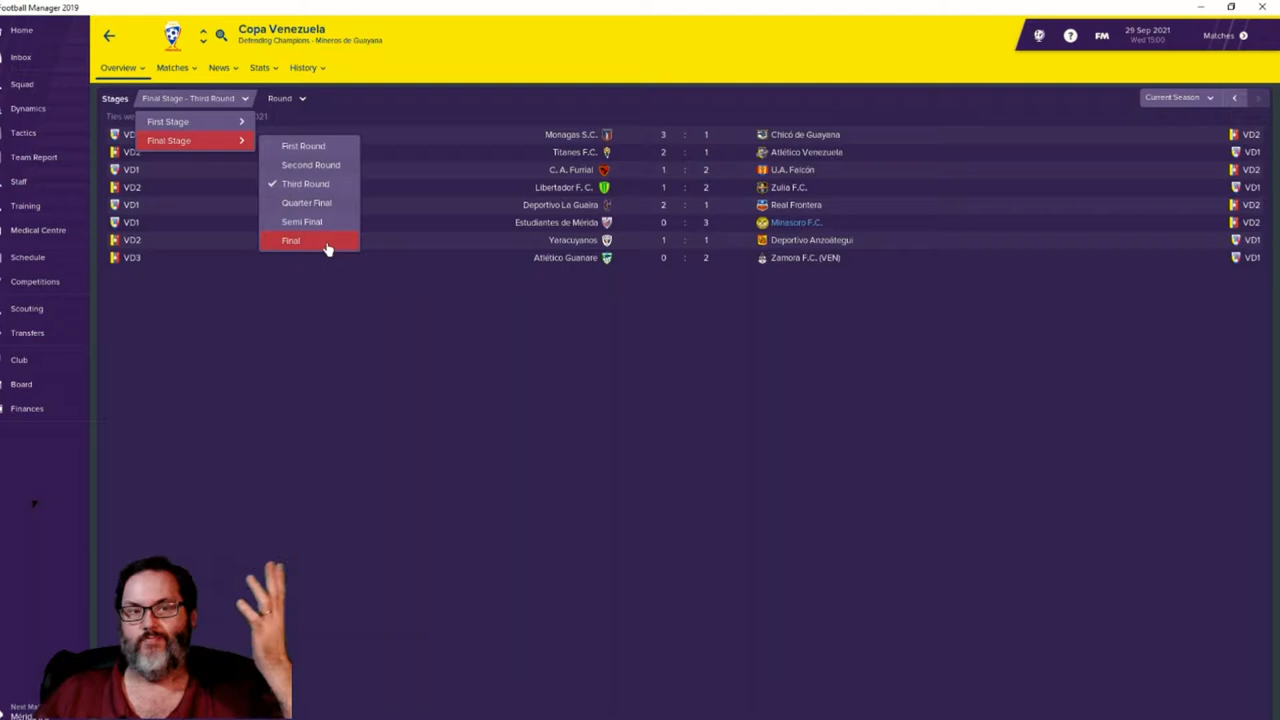 Football Manager 2019
Copa Venezuela
Defending Champions - Mineros de Guayana
29 Sep 2021
Wed 15:00
FM
Matches
Overview Matches News Stats History
Home
Inbox
Squad
Dynamics
Tactics
Team Report
Staff
Training
Medical Centre
Schedule
Competitions
Scouting
Transfers
Club
Board
Finances
Stages Final Stage - Third Round Round Current Season
First Stage
Final Stage
First Round
Second Round
Third Round
Quarter Final
Semi Final
Final
Monagas S.C. 3 : 1 Chicó de Guayana VD2
VD2 Titanes F.C. 2 : 1 Atlético Venezuela VD1
VD1 C. A. Furrial 1 : 2 U.A. Falcón VD2
VD2 Libertador F. C. 1 : 2 Zulia F.C. VD1
VD1 Deportivo La Guaira 2 : 1 Real Frontera VD2
VD1 Estudiantes de Mérida 0 : 3 Minasoro F.C. VD2
VD2 Yaracuyanos 1 : 1 Deportivo Anzoátegui VD1
VD3 Atlético Guanare 0 : 2 Zamora F.C. (VEN) VD1